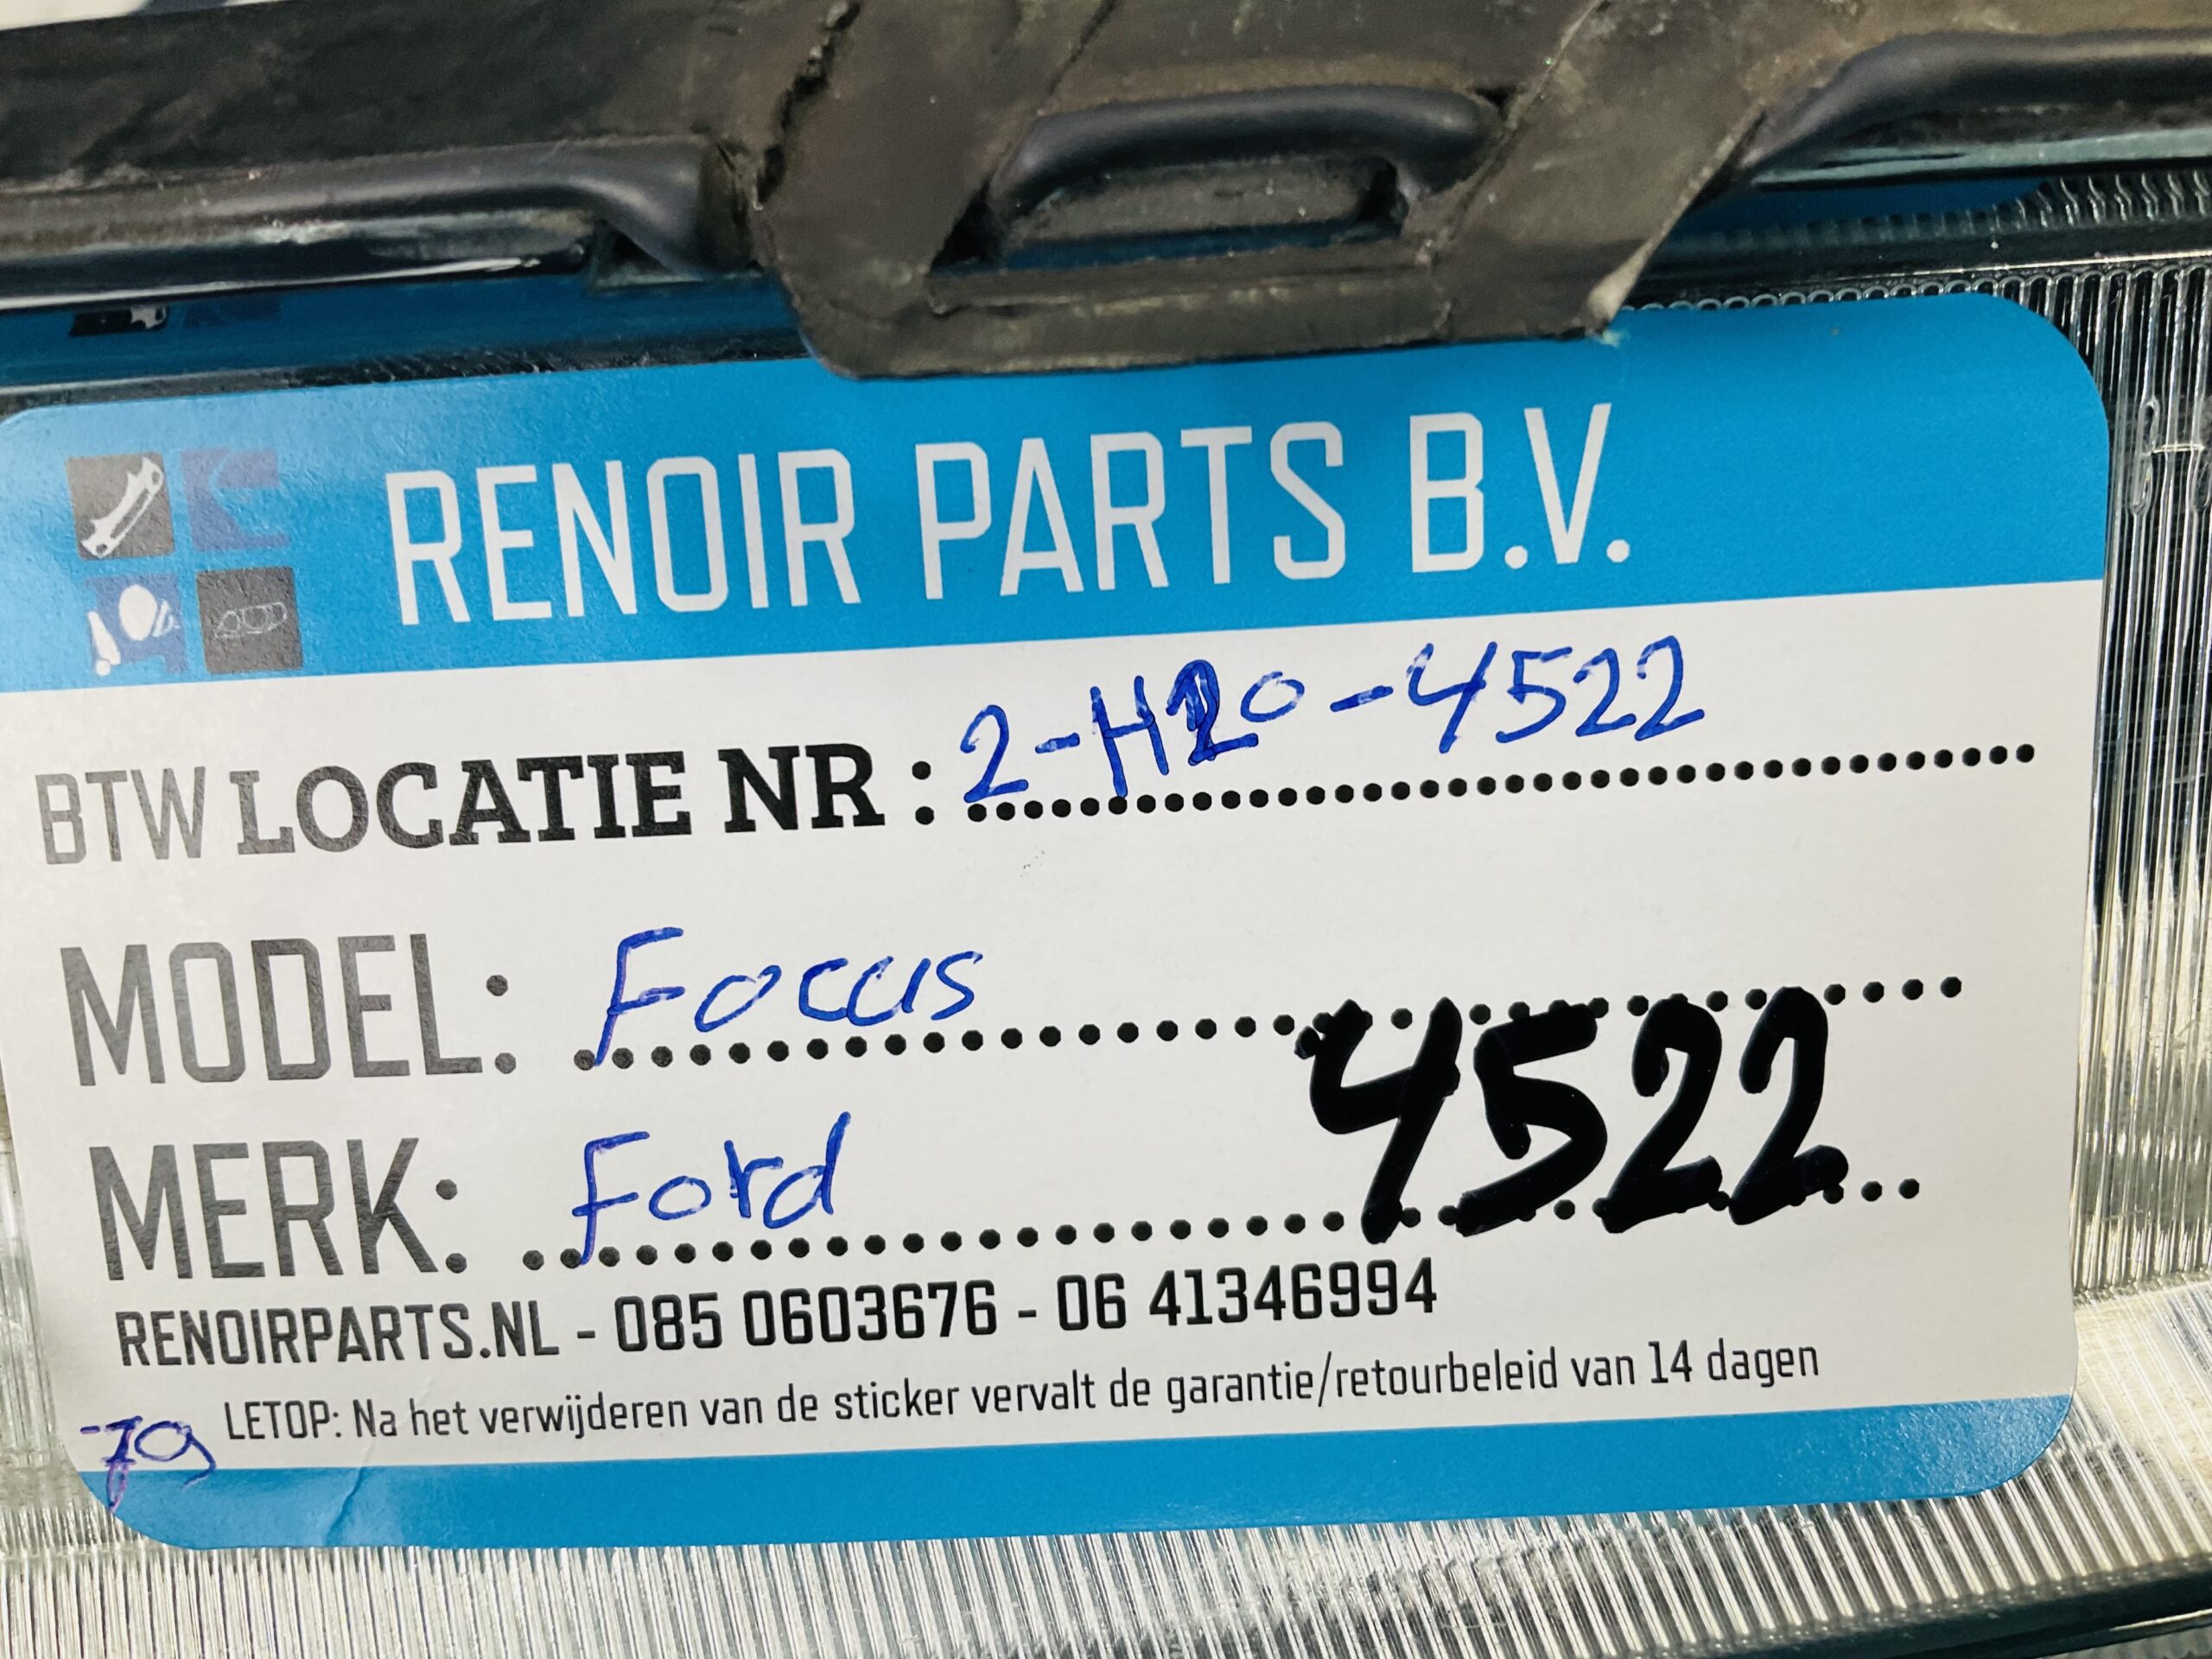 RENOIR PARTS B.V.
BTW LOCATIE NR : 2-H20-4522
MODEL: Focus
4522
MERK: Ford
RENOIRPARTS.NL - 085 0603676 - 06 41346994
LETOP: Na het verwijderen van de sticker vervalt de garantie/retourbeleid van 14 dagen